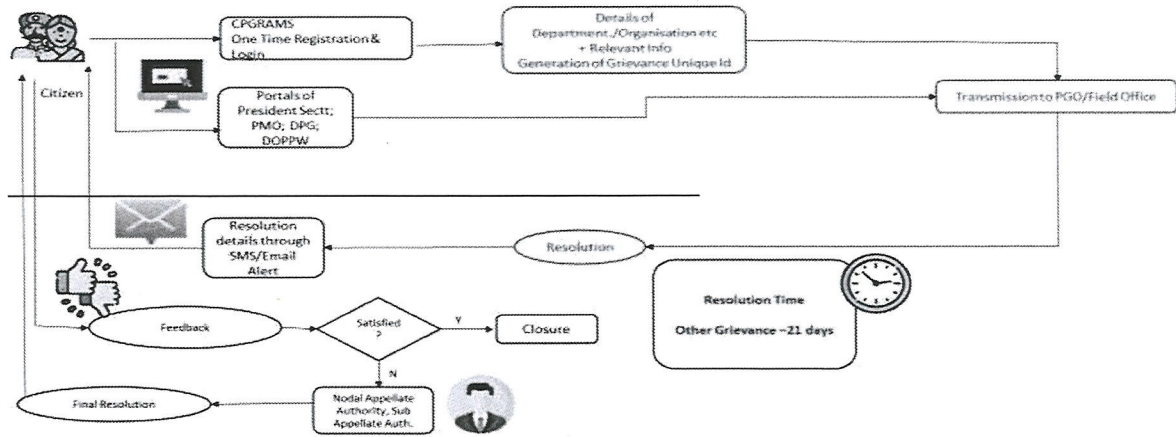 CPGRAMS
One Time Registration &
Login
Details of
Department./Organisation etc
+ Relevant Info
Generation of Grievance Unique Id
Citizen
Portals of
President Sectt;
PMO; DPG;
DOPPW
Transmission to PGO/Field Office
Resolution
details through
SMS/Email
Alert
Resolution
Resolution Time
Other Grievance –21 days
Feedback
Satisfied
?
Y
Closure
N
Final Resolution
Nodal Appellate
Authority, Sub
Appellate Auth.